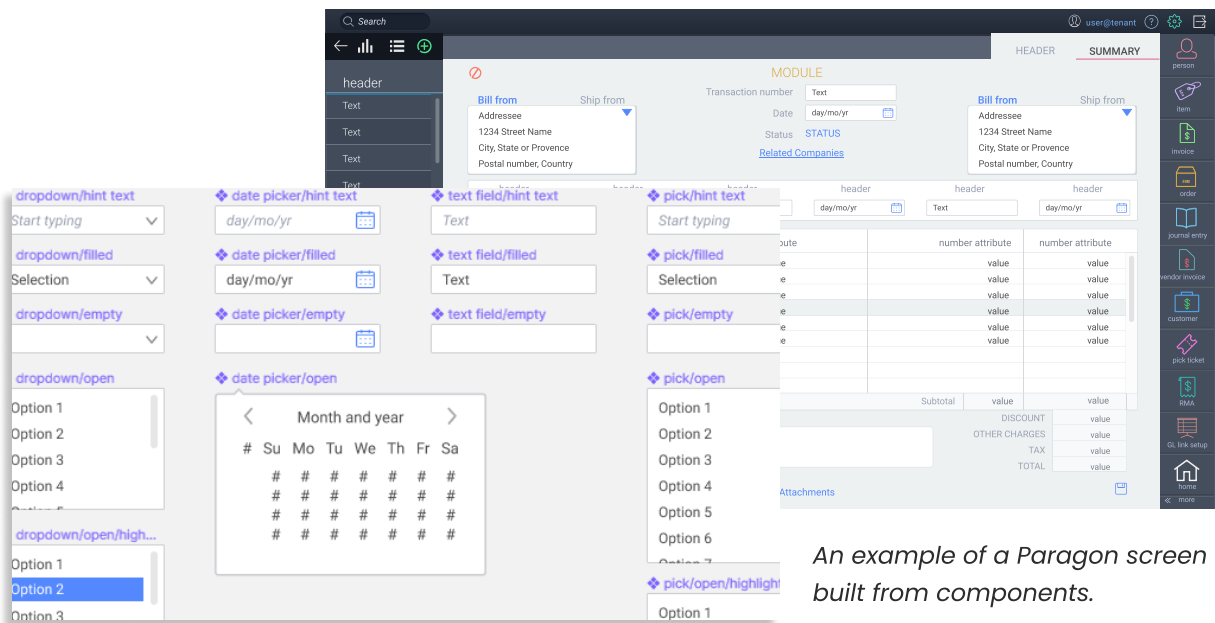 Search
user@tenant
HEADER
SUMMARY
header
Text
Text
Text
Text
MODULE
Transaction number
Text
Date
day/mo/yr
Status
STATUS
Related Companies
Bill from
Ship from
Addressee
1234 Street Name
City, State or Provence
Postal number, Country
Bill from
Ship from
Addressee
1234 Street Name
City, State or Provence
Postal number, Country
header header header header header header
day/mo/yr Text day/mo/yr
number attribute number attribute
value value
value value
value value
value value
value value
value value
Subtotal value value
DISCOUNT value
OTHER CHARGES value
TAX value
TOTAL value
Attachments
person
item
invoice
order
journal entry
vendor invoice
customer
pick ticket
RMA
GL link setup
home
more
dropdown/hint text
Start typing
dropdown/filled
Selection
dropdown/empty
dropdown/open
Option 1
Option 2
Option 3
Option 4
dropdown/open/high...
Option 1
Option 2
Option 3
date picker/hint text
day/mo/yr
date picker/filled
day/mo/yr
date picker/empty
date picker/open
Month and year
# Su Mo Tu We Th Fr Sa
# # # # # # #
# # # # # # #
# # # # # # #
# # # # # # #
text field/hint text
Text
text field/filled
Text
text field/empty
pick/hint text
Start typing
pick/filled
Selection
pick/empty
pick/open
Option 1
Option 2
Option 3
Option 4
Option 5
Option 6
Option 7
pick/open/highlight
Option 1
An example of a Paragon screen
built from components.